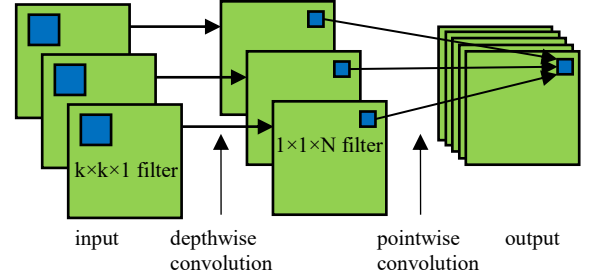 k×k×1 filter
1×1×N filter
input
depthwise
convolution
pointwise
convolution
output